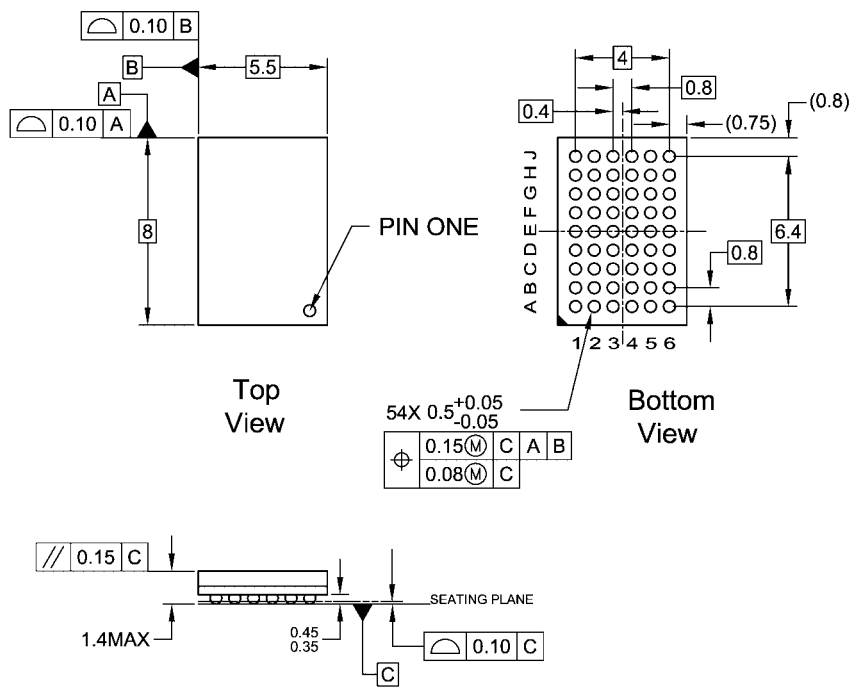 ⌓ 0.10 B
B
5.5
A
⌓ 0.10 A
8
PIN ONE
Top
View
4
0.8
0.4
(0.75)
(0.8)
J
H
G
F
E
D
C
B
A
6.4
0.8
1 2 3 4 5 6
54X 0.5 +0.05
-0.05
⌖ 0.15Ⓜ C A B
0.08Ⓜ C
Bottom
View
// 0.15 C
1.4MAX
0.45
0.35
SEATING PLANE
⌓ 0.10 C
C